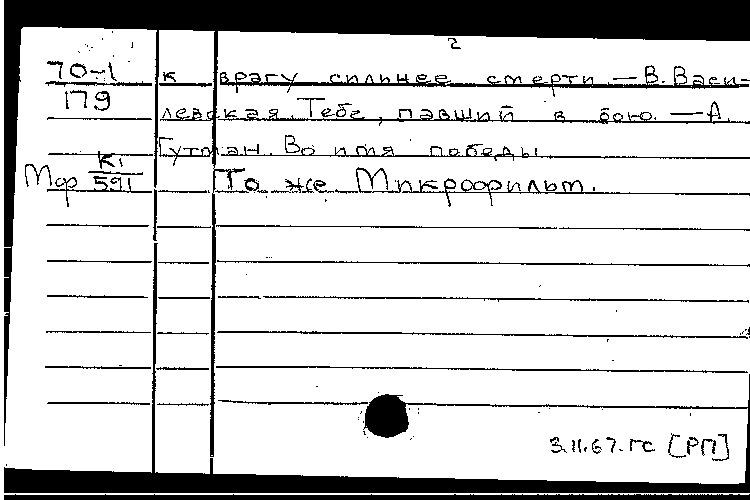 2
70-1 к врагу сильнее смерти. — В. Васи-
179 левская. Тебе, павший в бою. — А.
Гутман. Во имя победы.
Мф К1/591 То же. Микрофильм.
3.11.67. гс [РП]